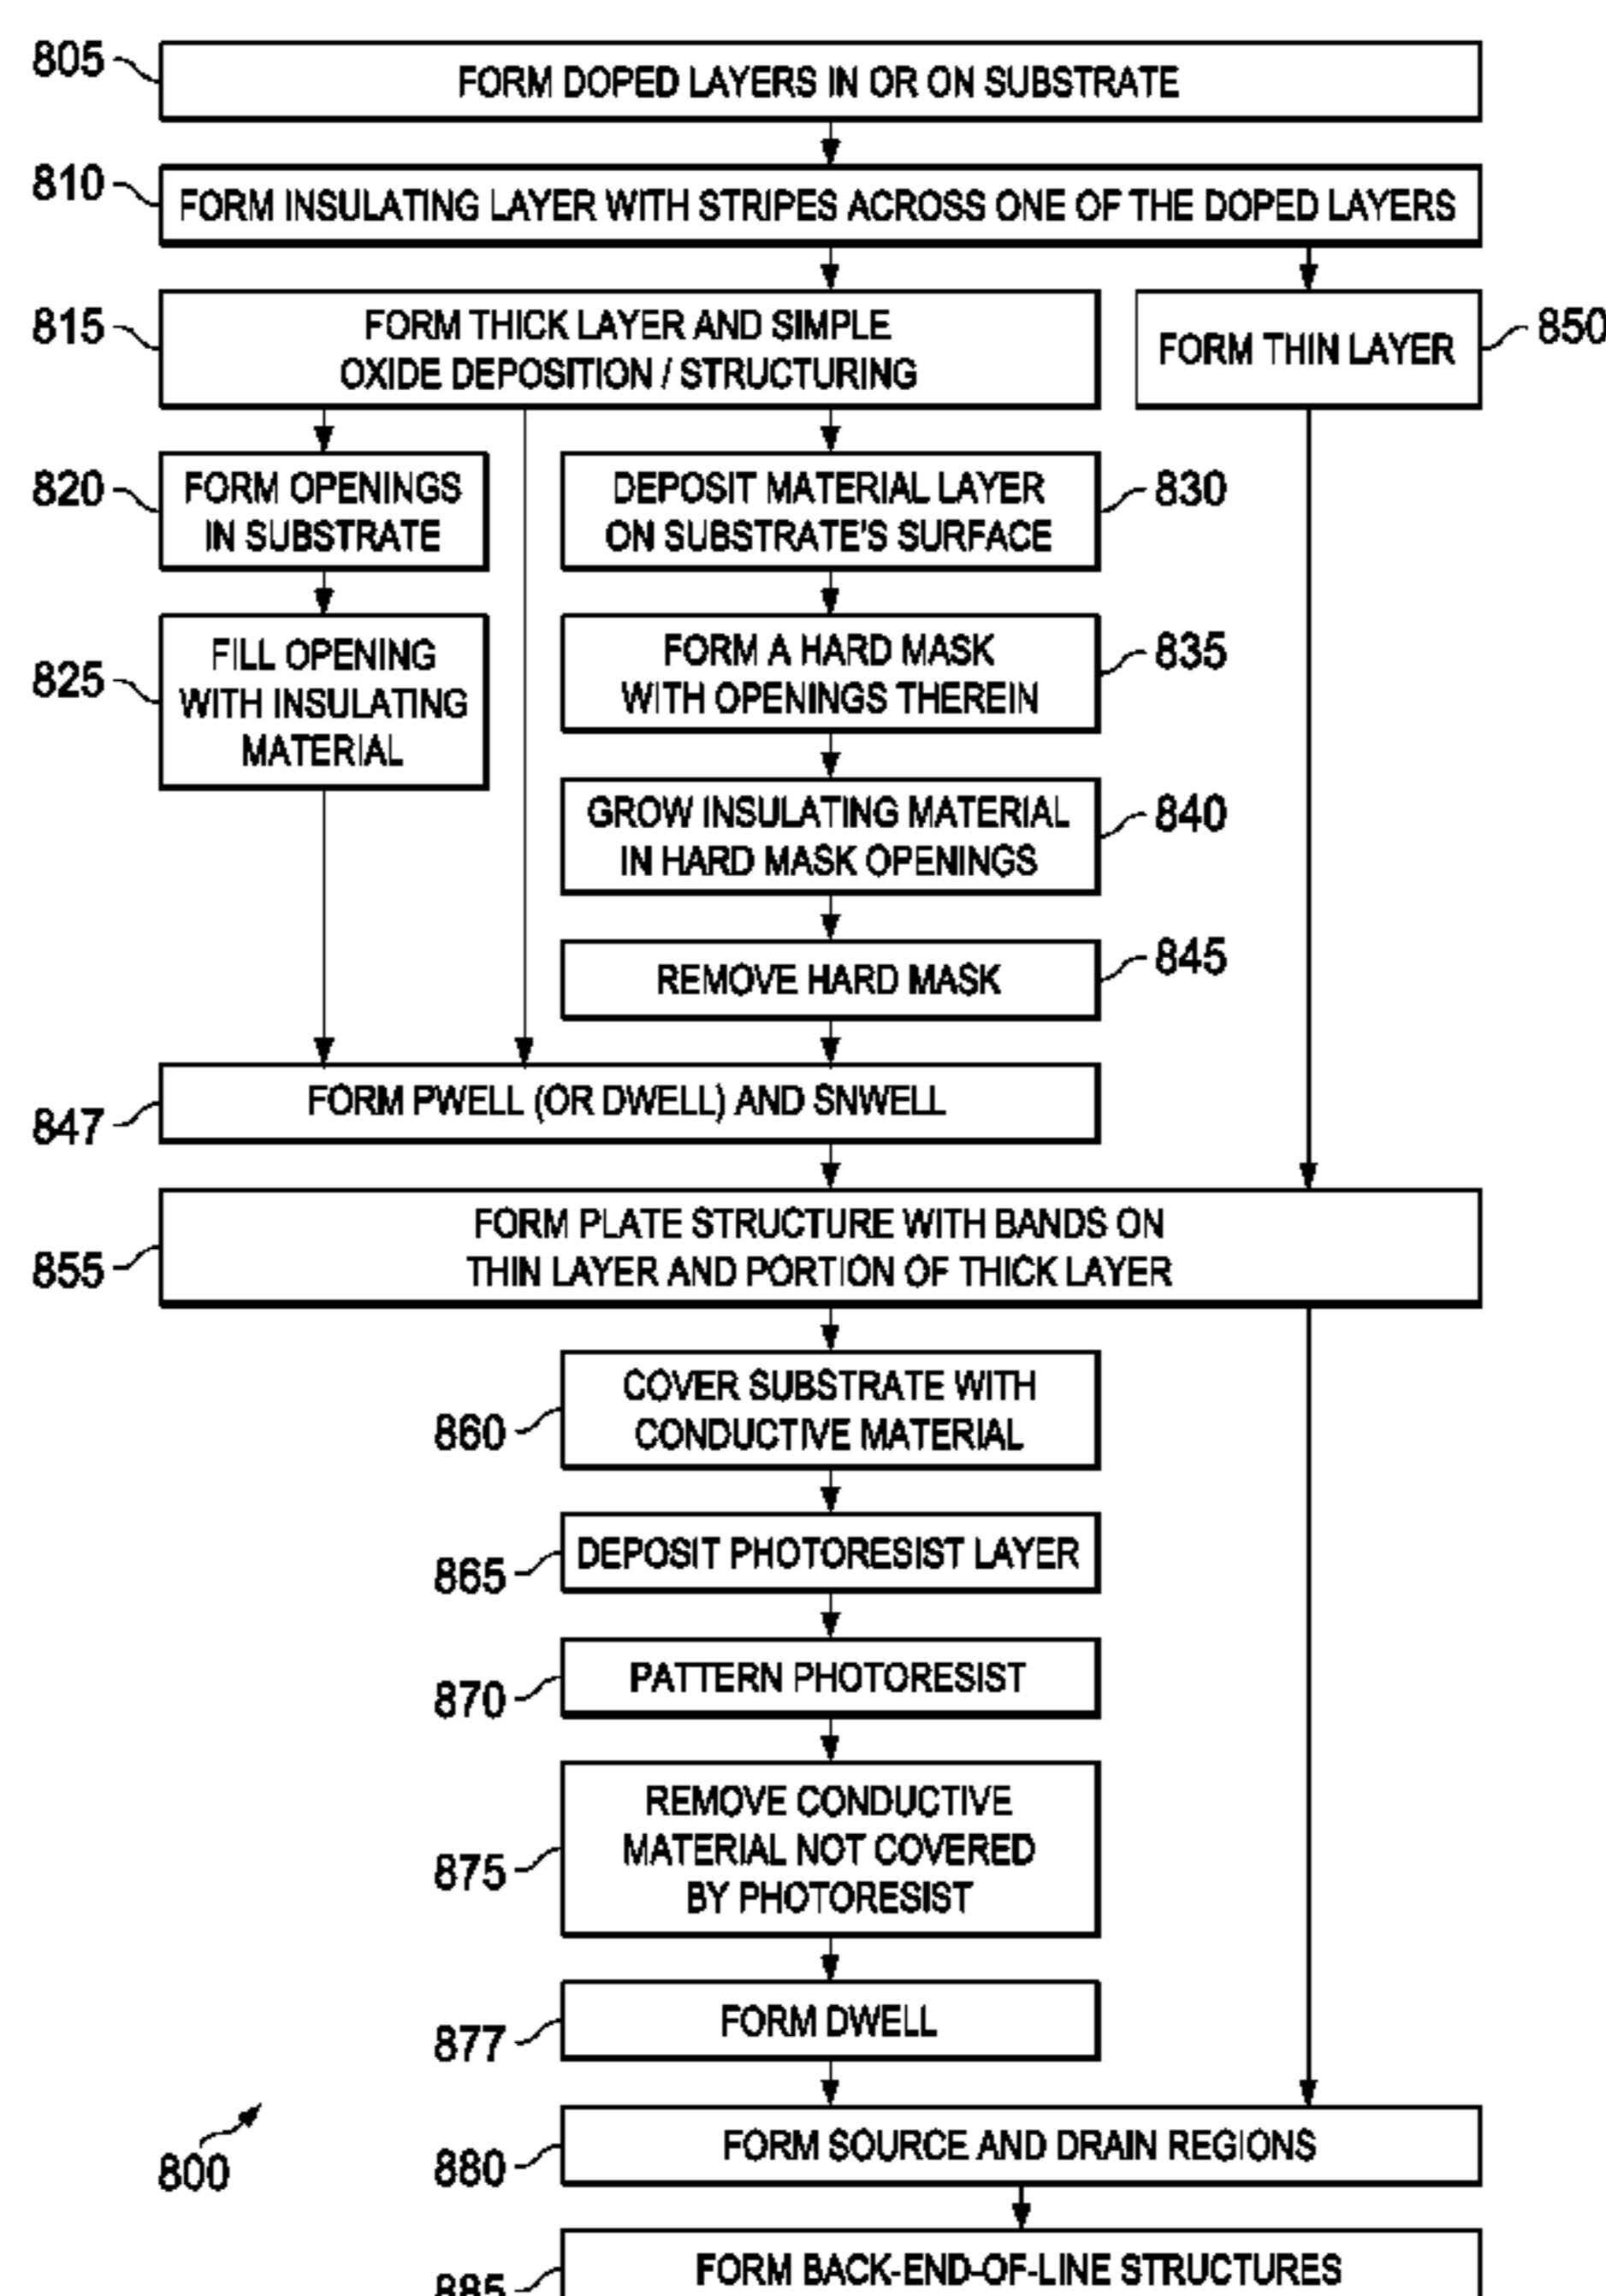 805
FORM DOPED LAYERS IN OR ON SUBSTRATE
810
FORM INSULATING LAYER WITH STRIPES ACROSS ONE OF THE DOPED LAYERS
815
FORM THICK LAYER AND SIMPLE
OXIDE DEPOSITION / STRUCTURING
FORM THIN LAYER
850
820
FORM OPENINGS
IN SUBSTRATE
DEPOSIT MATERIAL LAYER
ON SUBSTRATE'S SURFACE
830
825
FILL OPENING
WITH INSULATING
MATERIAL
FORM A HARD MASK
WITH OPENINGS THEREIN
835
GROW INSULATING MATERIAL
IN HARD MASK OPENINGS
840
REMOVE HARD MASK
845
847
FORM PWELL (OR DWELL) AND SNWELL
855
FORM PLATE STRUCTURE WITH BANDS ON
THIN LAYER AND PORTION OF THICK LAYER
860
COVER SUBSTRATE WITH
CONDUCTIVE MATERIAL
865
DEPOSIT PHOTORESIST LAYER
870
PATTERN PHOTORESIST
875
REMOVE CONDUCTIVE
MATERIAL NOT COVERED
BY PHOTORESIST
877
FORM DWELL
800
880
FORM SOURCE AND DRAIN REGIONS
885
FORM BACK-END-OF-LINE STRUCTURES